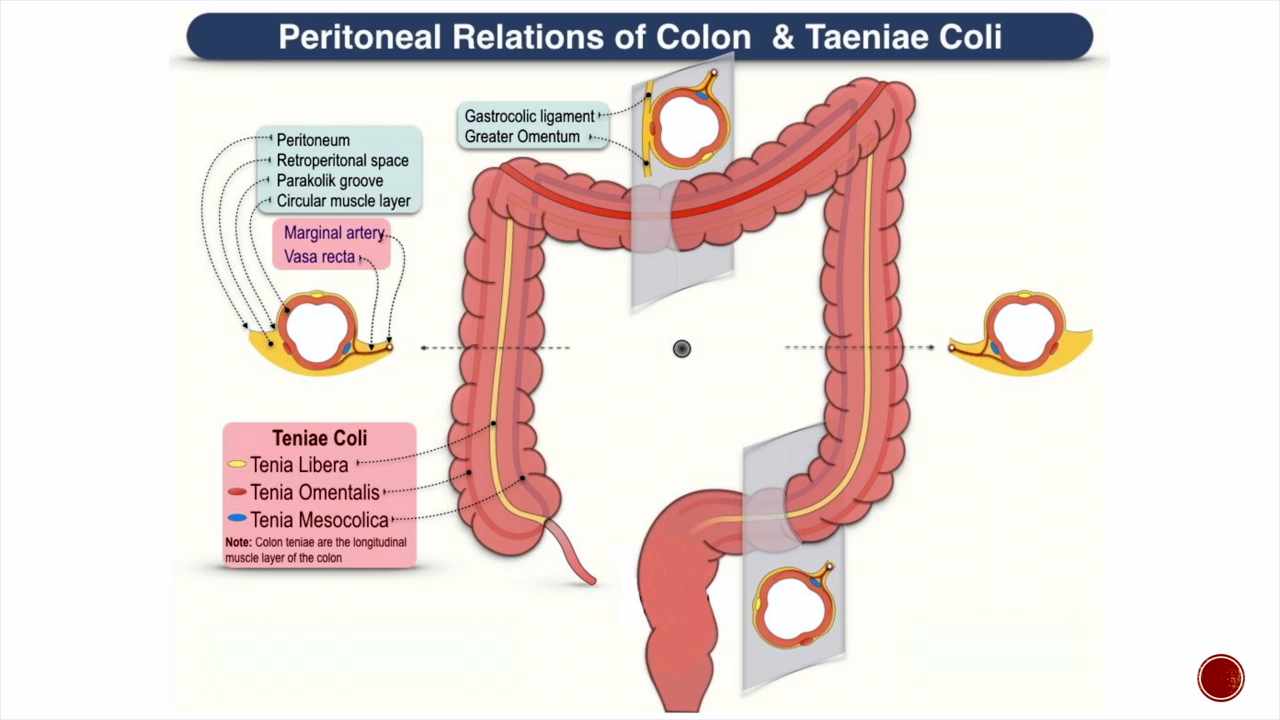 Peritoneal Relations of Colon & Taeniae Coli
Gastrocolic ligament
Greater Omentum
Peritoneum
Retroperitonal space
Parakolik groove
Circular muscle layer
Marginal artery
Vasa recta
Teniae Coli
Tenia Libera
Tenia Omentalis
Tenia Mesocolica
Note: Colon teniae are the longitudinal
muscle layer of the colon